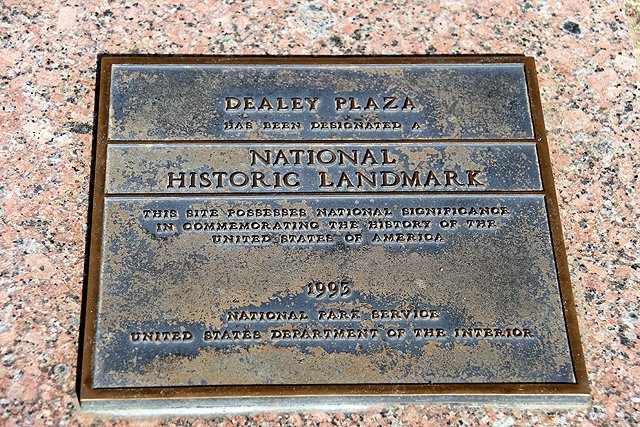 DEALEY PLAZA
HAS BEEN DESIGNATED A
NATIONAL
HISTORIC LANDMARK
THIS SITE POSSESSES NATIONAL SIGNIFICANCE
IN COMMEMORATING THE HISTORY OF THE
UNITED STATES OF AMERICA
1993
NATIONAL PARK SERVICE
UNITED STATES DEPARTMENT OF THE INTERIOR